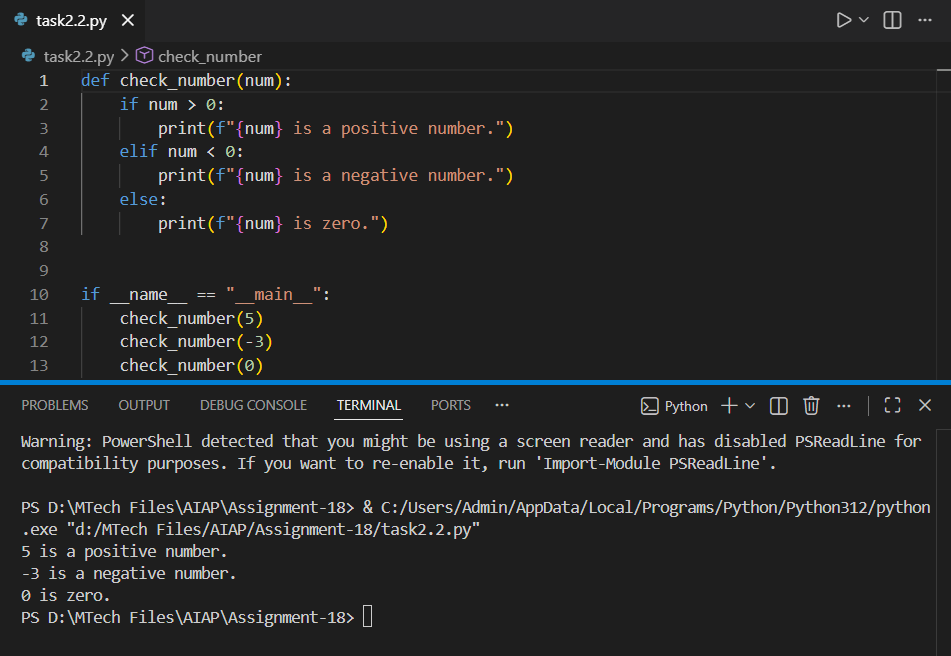 task2.2.py
task2.2.py > check_number
1 def check_number(num):
2     if num > 0:
3         print(f"{num} is a positive number.")
4     elif num < 0:
5         print(f"{num} is a negative number.")
6     else:
7         print(f"{num} is zero.")
8
9
10 if __name__ == "__main__":
11     check_number(5)
12     check_number(-3)
13     check_number(0)
PROBLEMS OUTPUT DEBUG CONSOLE TERMINAL PORTS ... Python
Warning: PowerShell detected that you might be using a screen reader and has disabled PSReadLine for
compatibility purposes. If you want to re-enable it, run 'Import-Module PSReadLine'.
PS D:\MTech Files\AIAP\Assignment-18> & C:/Users/Admin/AppData/Local/Programs/Python/Python312/python
.exe "d:/MTech Files/AIAP/Assignment-18/task2.2.py"
5 is a positive number.
-3 is a negative number.
0 is zero.
PS D:\MTech Files\AIAP\Assignment-18>